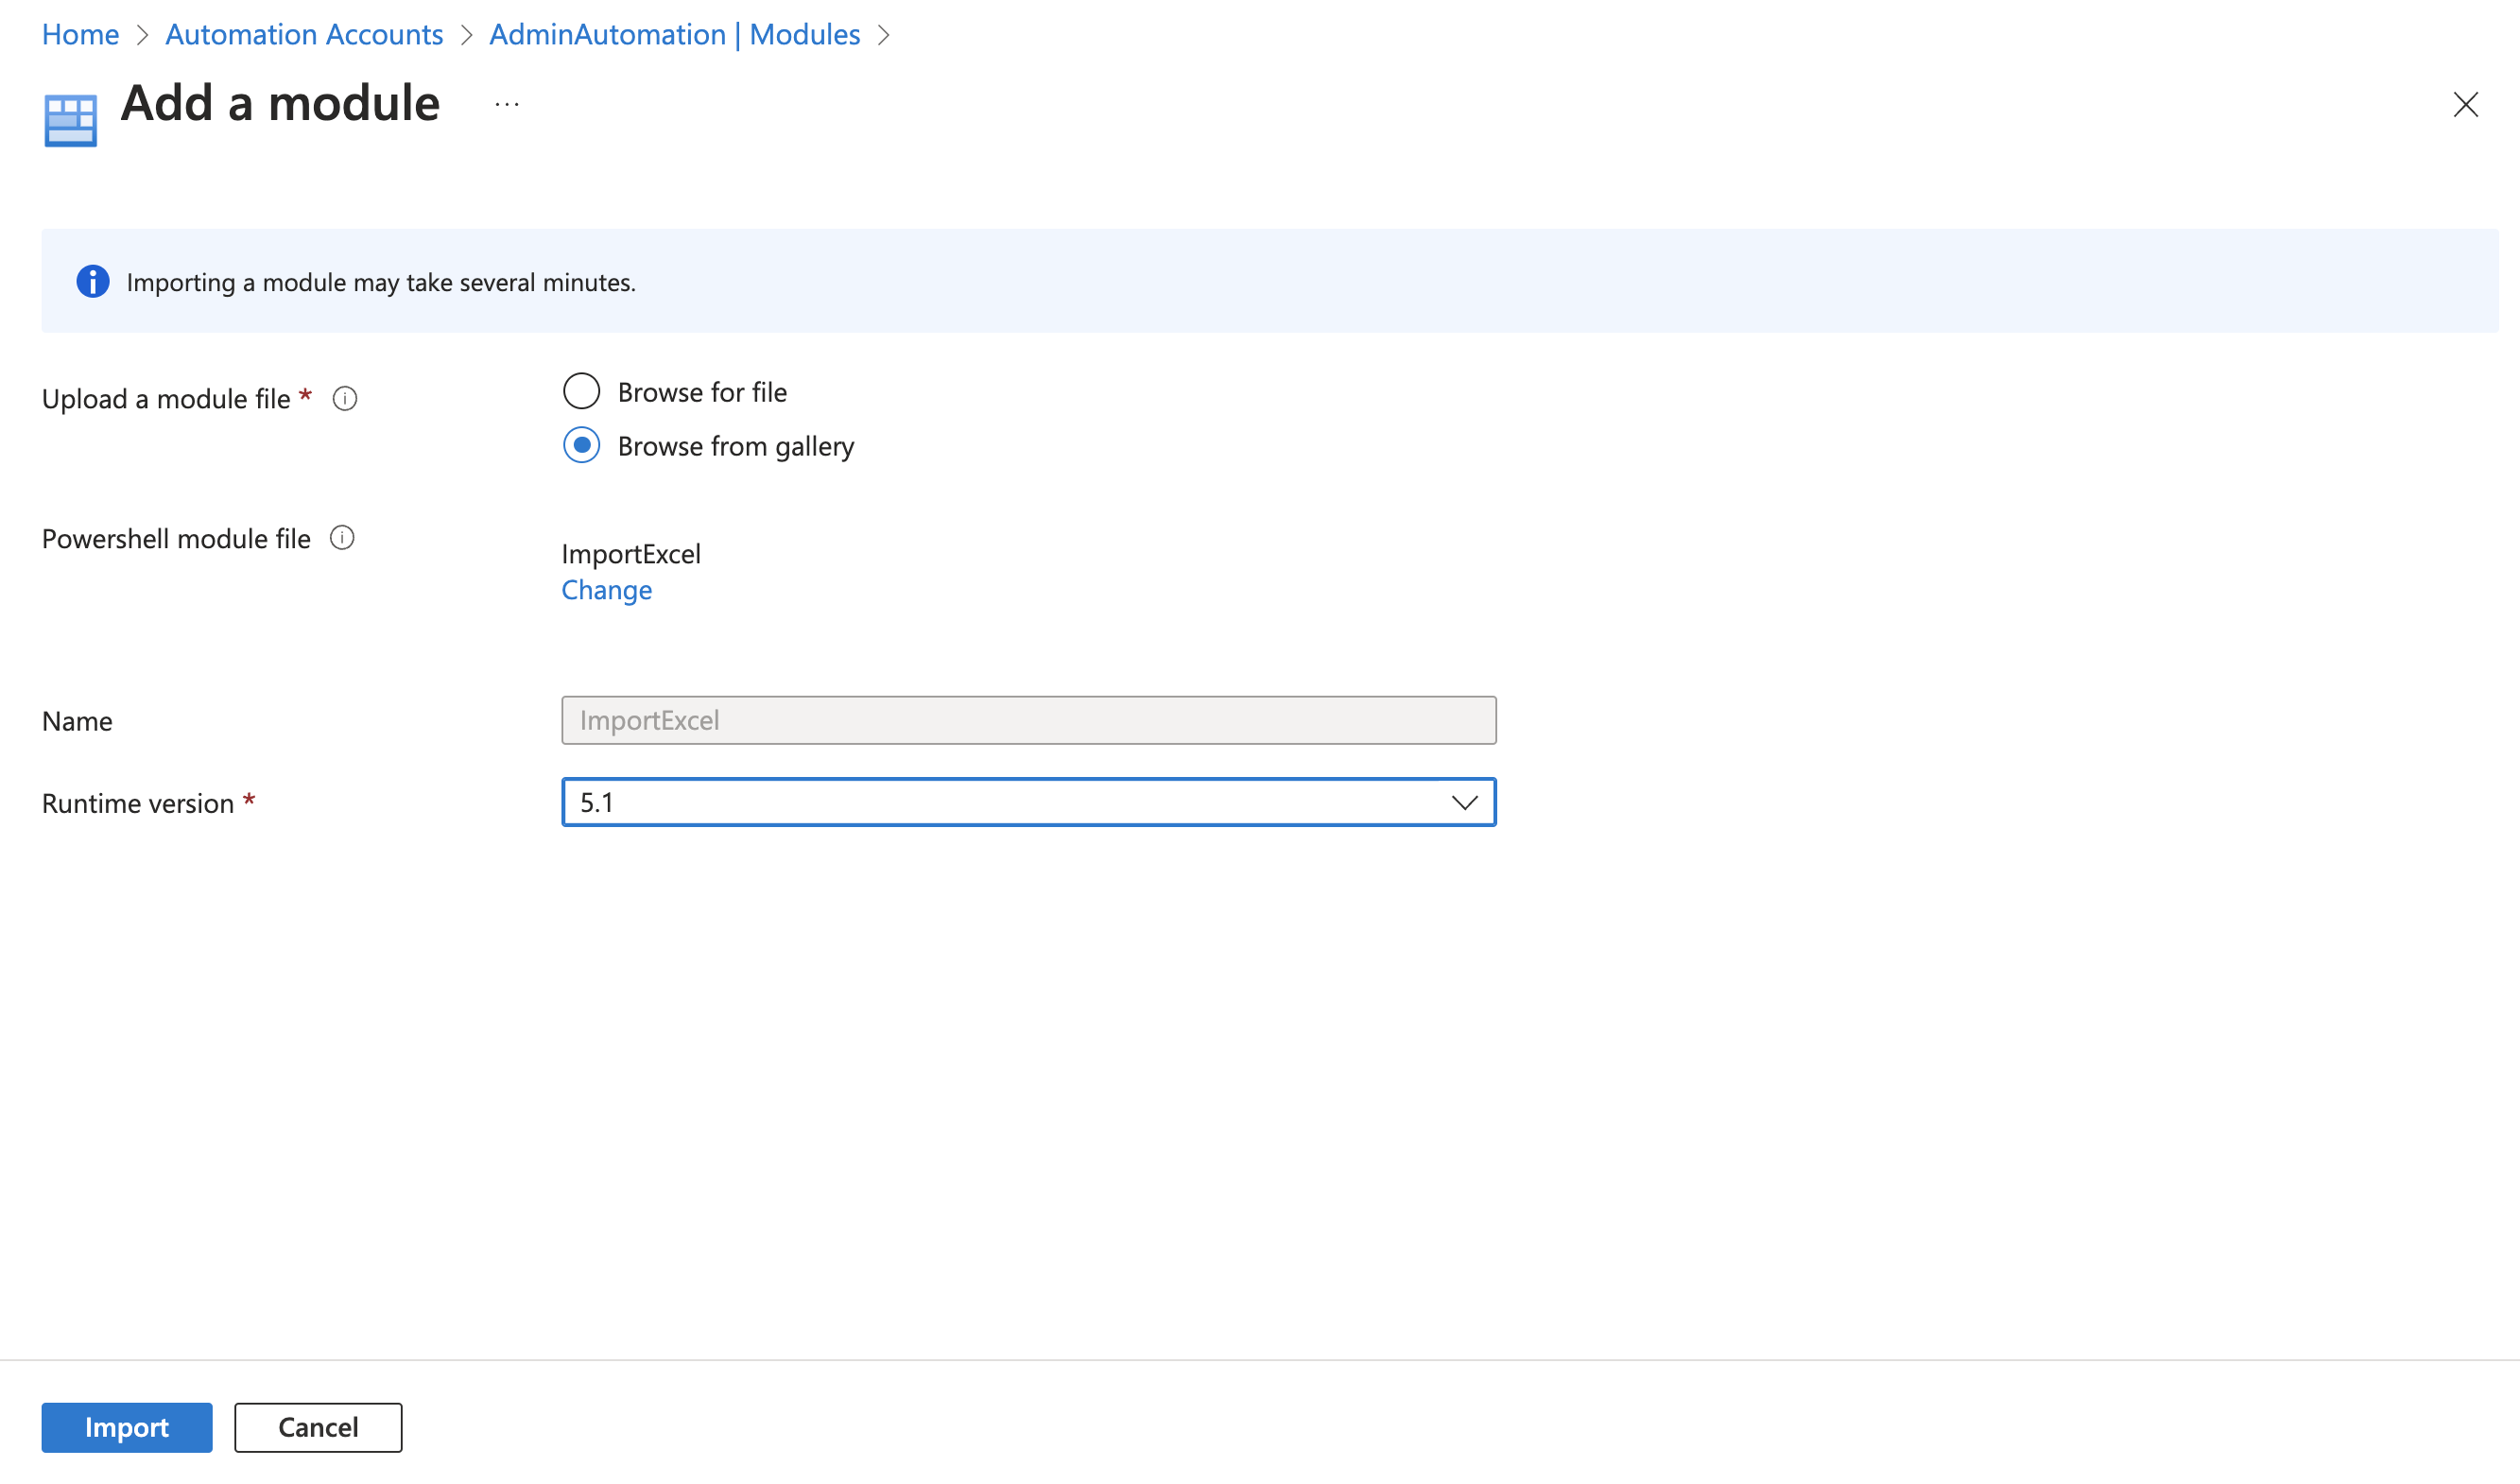 Home > Automation Accounts > AdminAutomation | Modules >
Add a module ...
Importing a module may take several minutes.
Upload a module file *
Browse for file
Browse from gallery
Powershell module file
ImportExcel
Change
Name
ImportExcel
Runtime version *
5.1
Import
Cancel